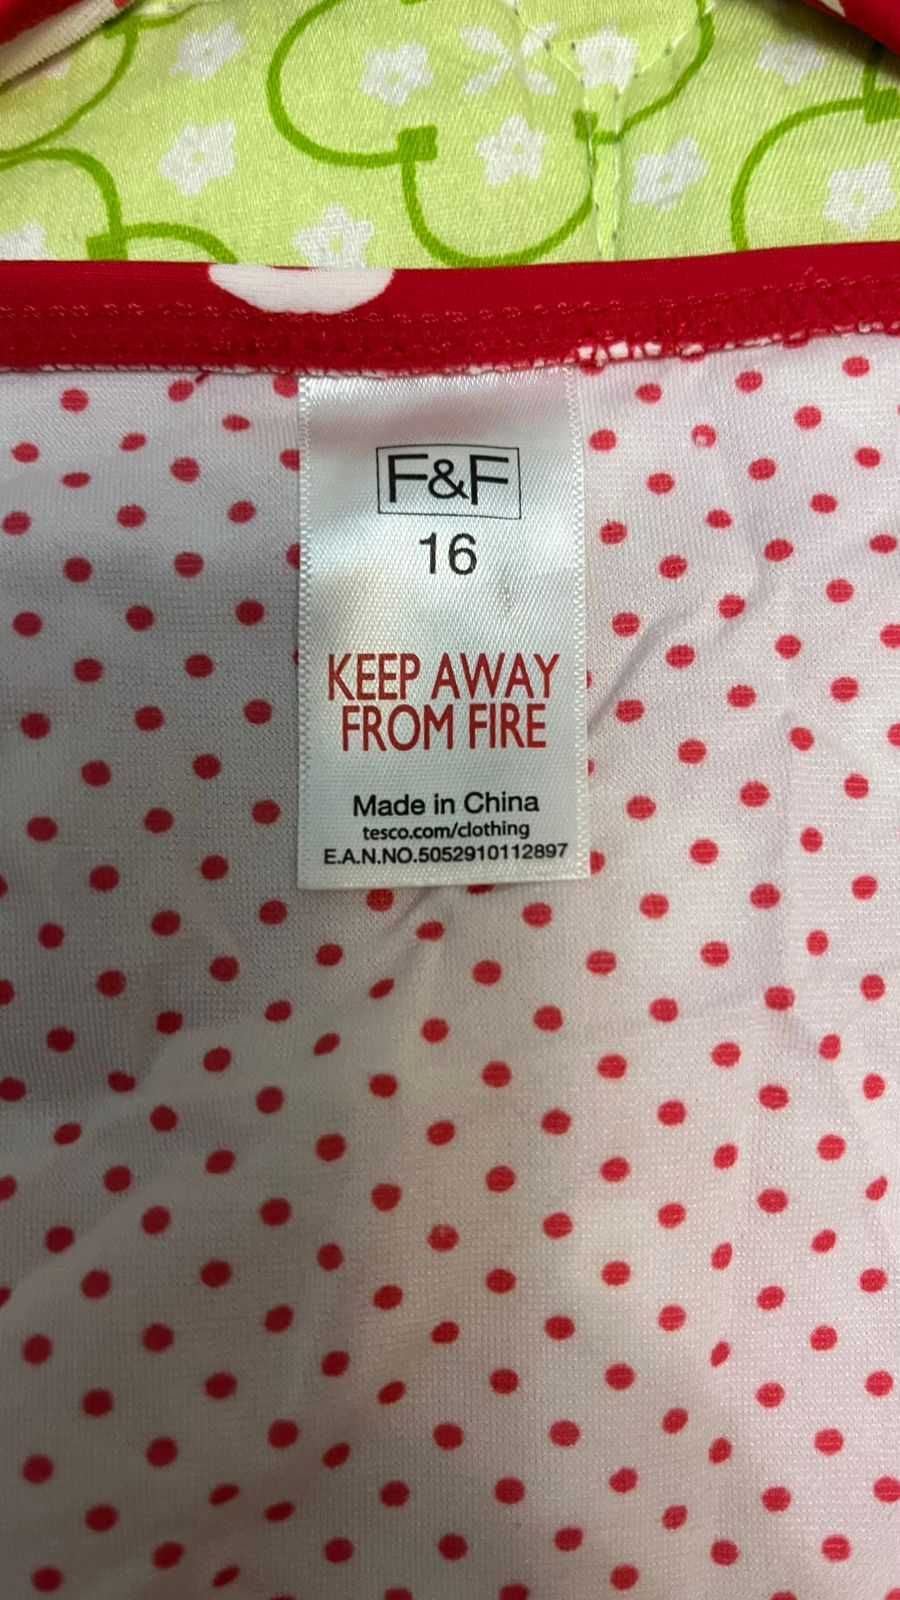 F&F
16
KEEP AWAY
FROM FIRE
Made in China
tesco.com/clothing
E.A.N.NO.5052910112897